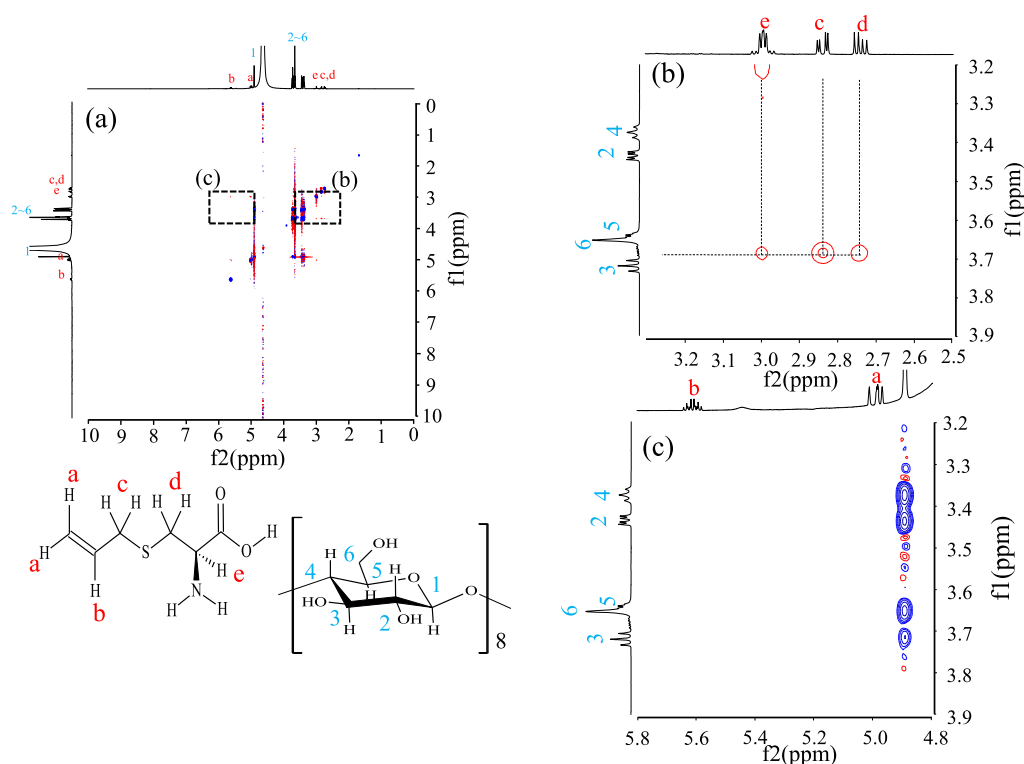 1
2~6
b
a
e c,d
(a)
(c)
(b)
c,d
e
2~6
1
a
b
0
1
2
3
4
5
6
7
8
9
10
f1(ppm)
10 9 8 7 6 5 4 3 2 1 0
f2(ppm)
e c d
(b)
4
2
5
6
3
3.2
3.3
3.4
3.5
3.6
3.7
3.8
3.9
f1(ppm)
3.2 3.1 3.0 2.9 2.8 2.7 2.6 2.5
f2(ppm)
b a
(c)
4
2
5
6
3
3.2
3.3
3.4
3.5
3.6
3.7
3.8
3.9
f1(ppm)
5.8 5.6 5.4 5.2 5.0 4.8
f2(ppm)
a
c
d
H H H H H O
H
a H
S
O
H
e
H
b
N
H H
6 OH
H H
4 5 O 1
H
HO
3 2
H OH H
O
8